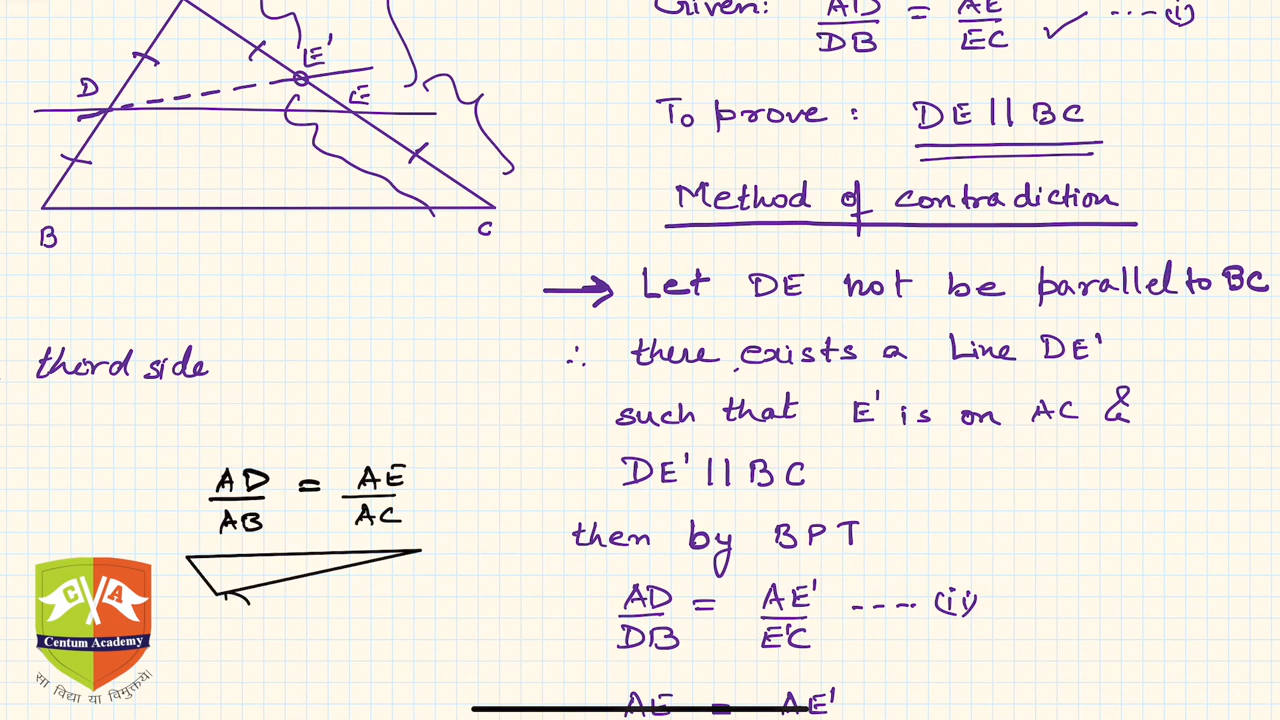 Given: AD/DB = AE/EC ✓ ----(i)
D
E'
E
B
C
To prove: DE || BC
Method of contradiction
→ Let DE not be parallel to BC
∴ there exists a Line DE'
such that E' is on AC &
DE' || BC
then by BPT
AD/DB = AE'/E'C ---- (ii)
AE = AE'
third side
AD/AB = AE/AC
C A
Centum Academy
सा विद्या या विमुक्तये।